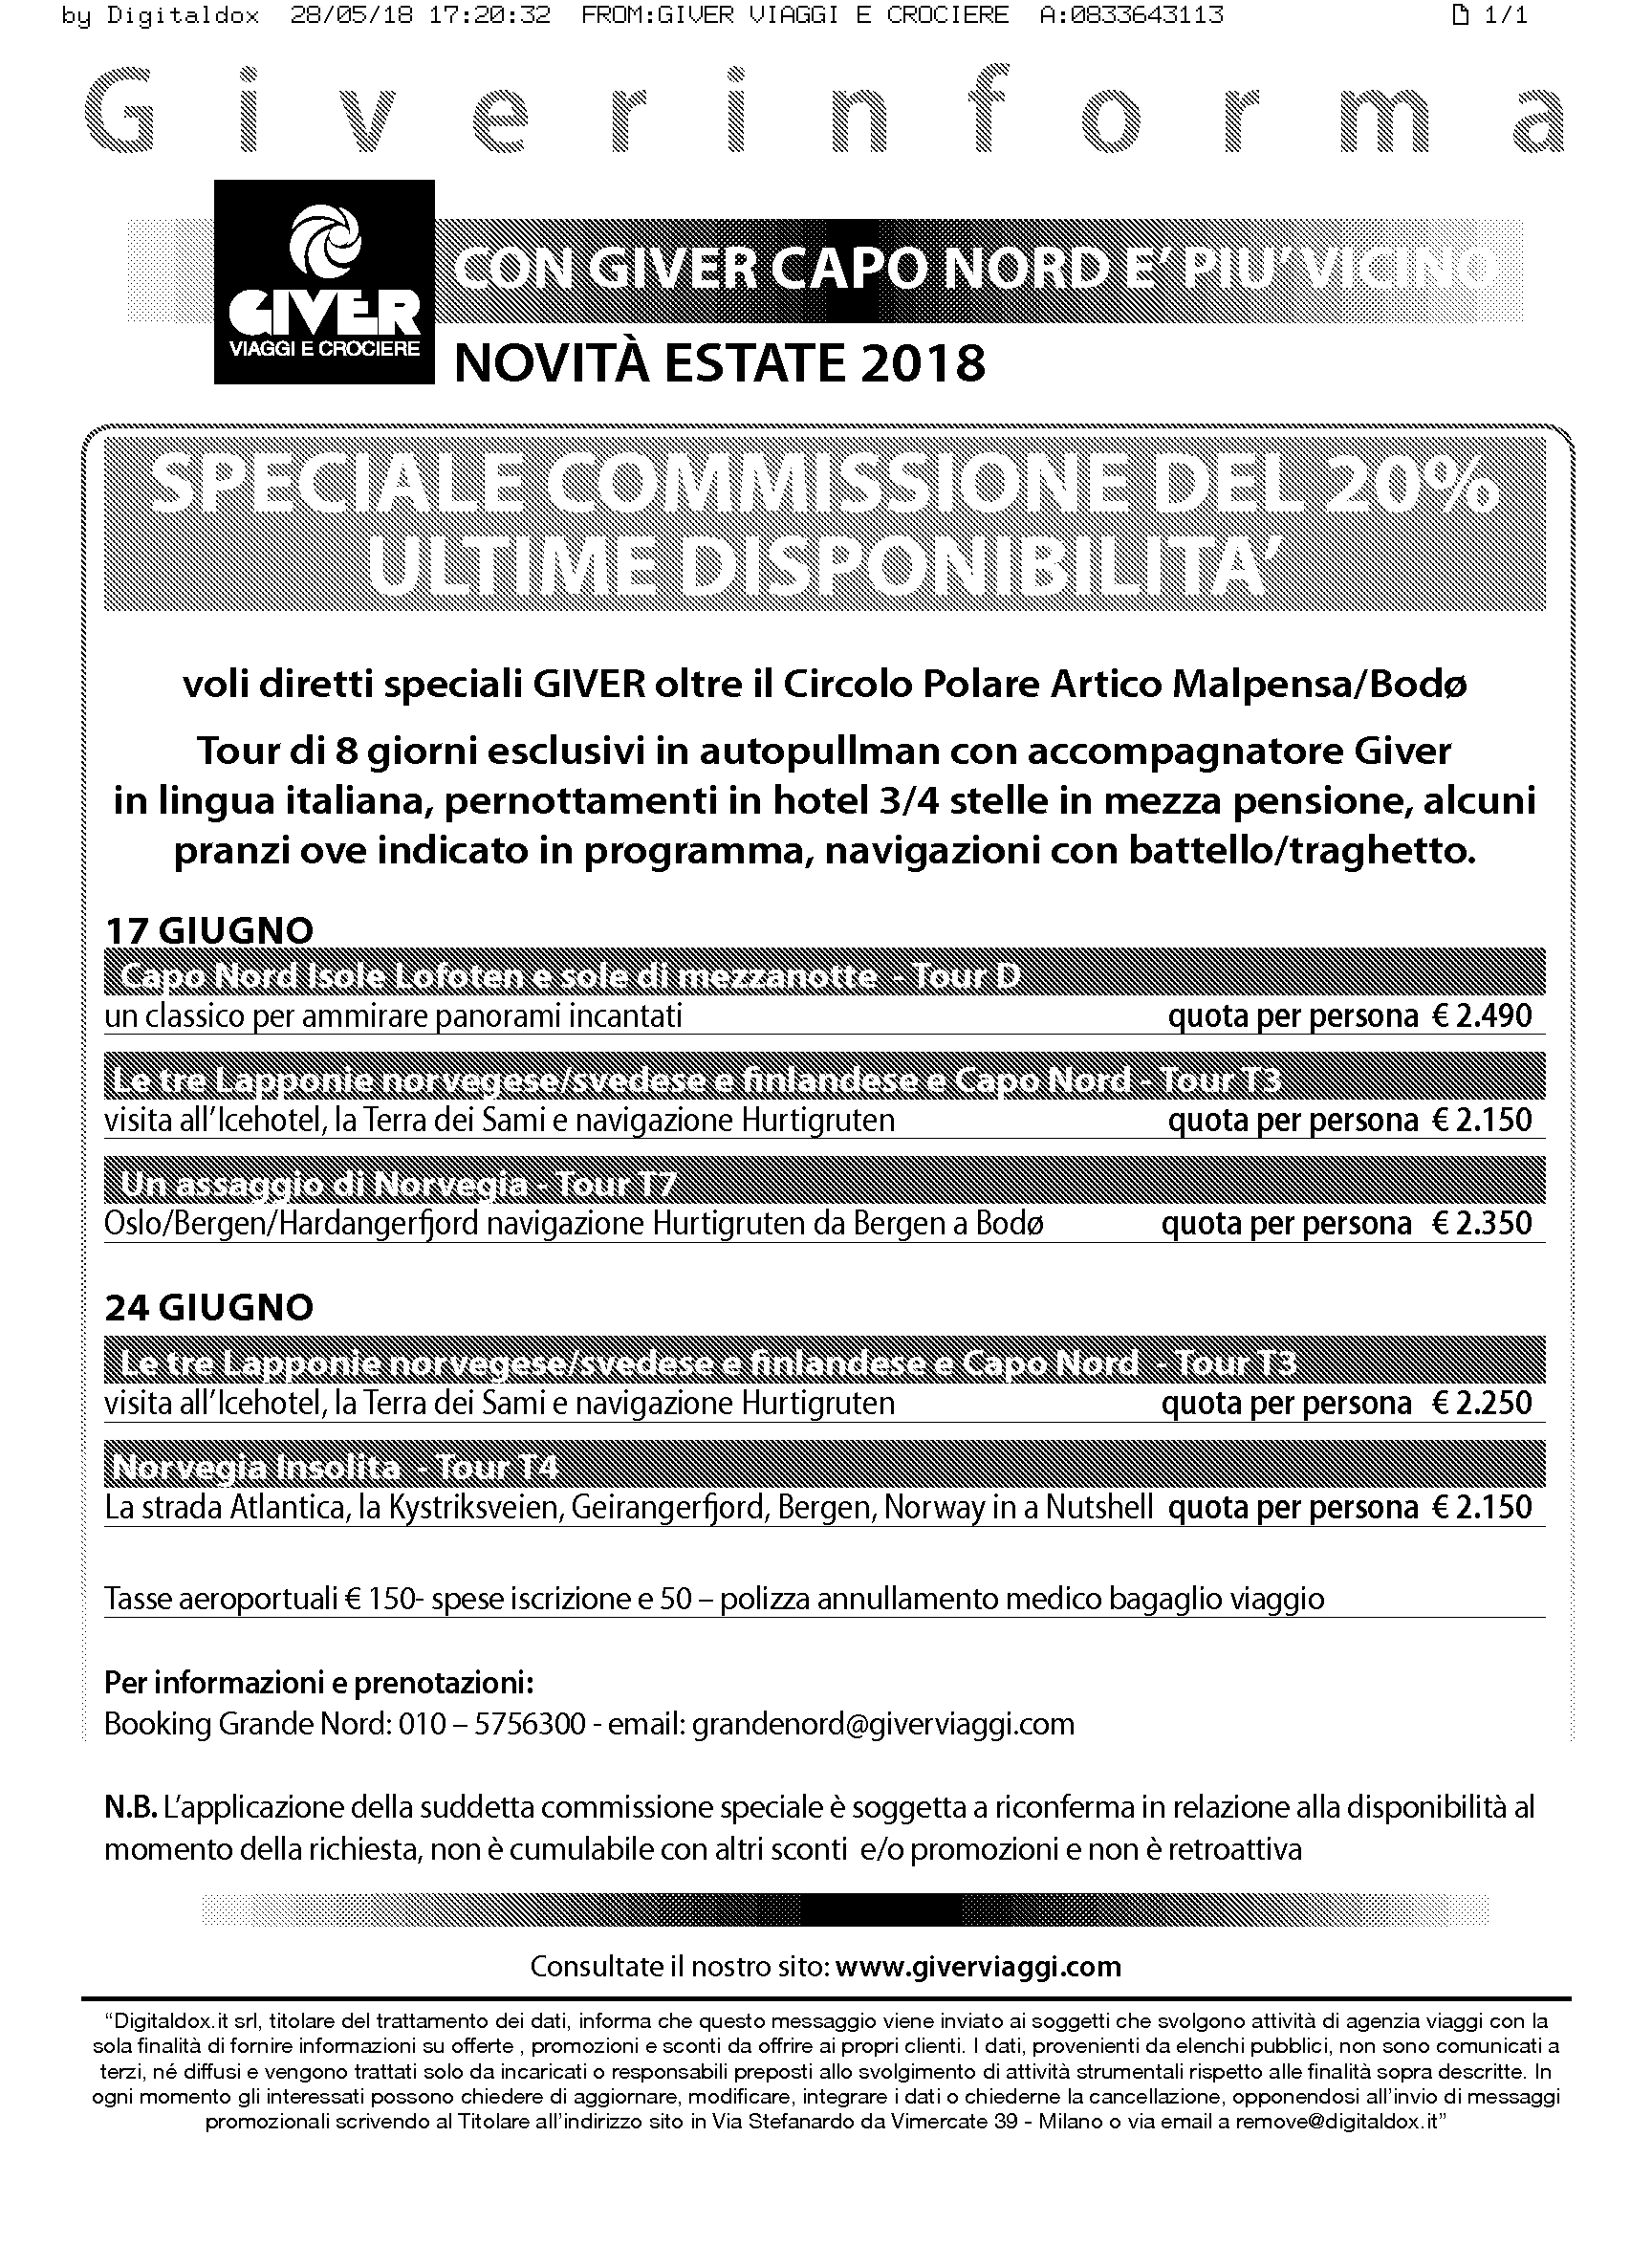 by Digitaldox 28/05/18 17:20:32 FROM:GIVER VIAGGI E CROCIERE A:0833643113 1/1
Giverinforma
GIVER
VIAGGI E CROCIERE
CON GIVER CAPO NORD E' PIU' VICINO
NOVITÀ ESTATE 2018
SPECIALE COMMISSIONE DEL 20%
ULTIME DISPONIBILITA'
voli diretti speciali GIVER oltre il Circolo Polare Artico Malpensa/Bodø
Tour di 8 giorni esclusivi in autopullman con accompagnatore Giver
in lingua italiana, pernottamenti in hotel 3/4 stelle in mezza pensione, alcuni
pranzi ove indicato in programma, navigazioni con battello/traghetto.
17 GIUGNO
Capo Nord Isole Lofoten e sole di mezzanotte - Tour D
un classico per ammirare panorami incantati quota per persona € 2.490
Le tre Lapponie norvegese/svedese e finlandese e Capo Nord - Tour T3
visita all'Icehotel, la Terra dei Sami e navigazione Hurtigruten quota per persona € 2.150
Un assaggio di Norvegia - Tour T7
Oslo/Bergen/Hardangerfjord navigazione Hurtigruten da Bergen a Bodø quota per persona € 2.350
24 GIUGNO
Le tre Lapponie norvegese/svedese e finlandese e Capo Nord - Tour T3
visita all'Icehotel, la Terra dei Sami e navigazione Hurtigruten quota per persona € 2.250
Norvegia Insolita - Tour T4
La strada Atlantica, la Kystriksveien, Geirangerfjord, Bergen, Norway in a Nutshell quota per persona € 2.150
Tasse aeroportuali € 150- spese iscrizione e 50 – polizza annullamento medico bagaglio viaggio
Per informazioni e prenotazioni:
Booking Grande Nord: 010 – 5756300 - email: grandenord@giverviaggi.com
N.B. L'applicazione della suddetta commissione speciale è soggetta a riconferma in relazione alla disponibilità al
momento della richiesta, non è cumulabile con altri sconti e/o promozioni e non è retroattiva
Consultate il nostro sito: www.giverviaggi.com
“Digitaldox.it srl, titolare del trattamento dei dati, informa che questo messaggio viene inviato ai soggetti che svolgono attività di agenzia viaggi con la
sola finalità di fornire informazioni su offerte , promozioni e sconti da offrire ai propri clienti. I dati, provenienti da elenchi pubblici, non sono comunicati a
terzi, né diffusi e vengono trattati solo da incaricati o responsabili preposti allo svolgimento di attività strumentali rispetto alle finalità sopra descritte. In
ogni momento gli interessati possono chiedere di aggiornare, modificare, integrare i dati o chiederne la cancellazione, opponendosi all'invio di messaggi
promozionali scrivendo al Titolare all'indirizzo sito in Via Stefanardo da Vimercate 39 - Milano o via email a remove@digitaldox.it”